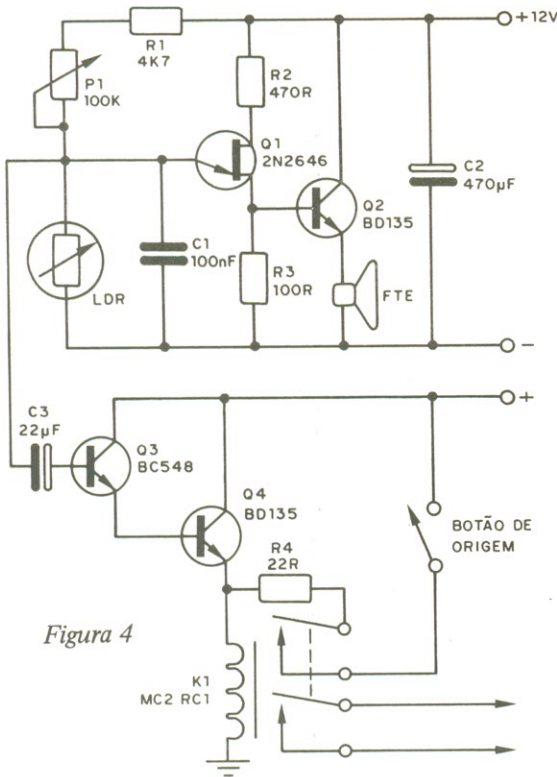 +12V
R1
4K7
P1
100K
R2
470R
Q1
2N2646
C2
470µF
Q2
BD135
C1
100nF
R3
100R
FTE
LDR
-
+
C3
22µF
Q3
BC548
Q4
BD135
BOTÃO DE
ORIGEM
R4
22R
Figura 4
K1
MC2 RC1